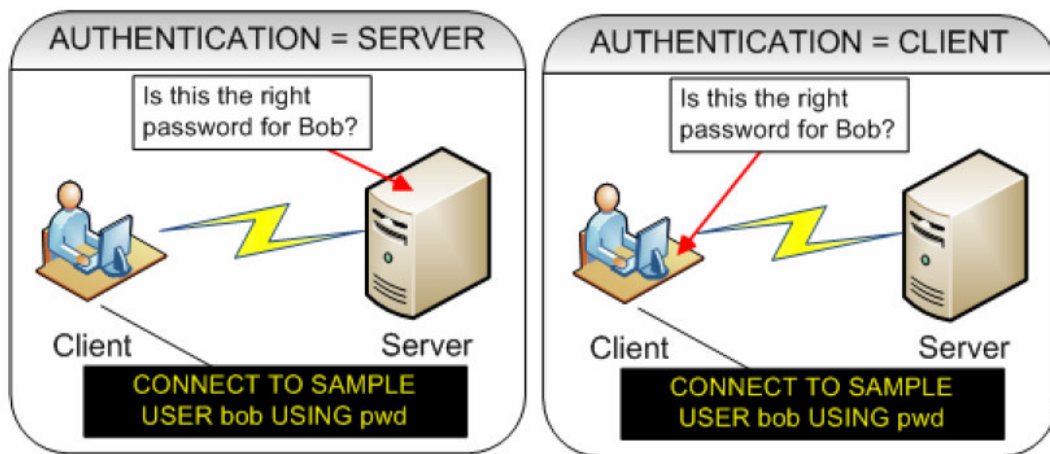 AUTHENTICATION = SERVER
Is this the right
password for Bob?
Client
Server
CONNECT TO SAMPLE
USER bob USING pwd
AUTHENTICATION = CLIENT
Is this the right
password for Bob?
Client
Server
CONNECT TO SAMPLE
USER bob USING pwd